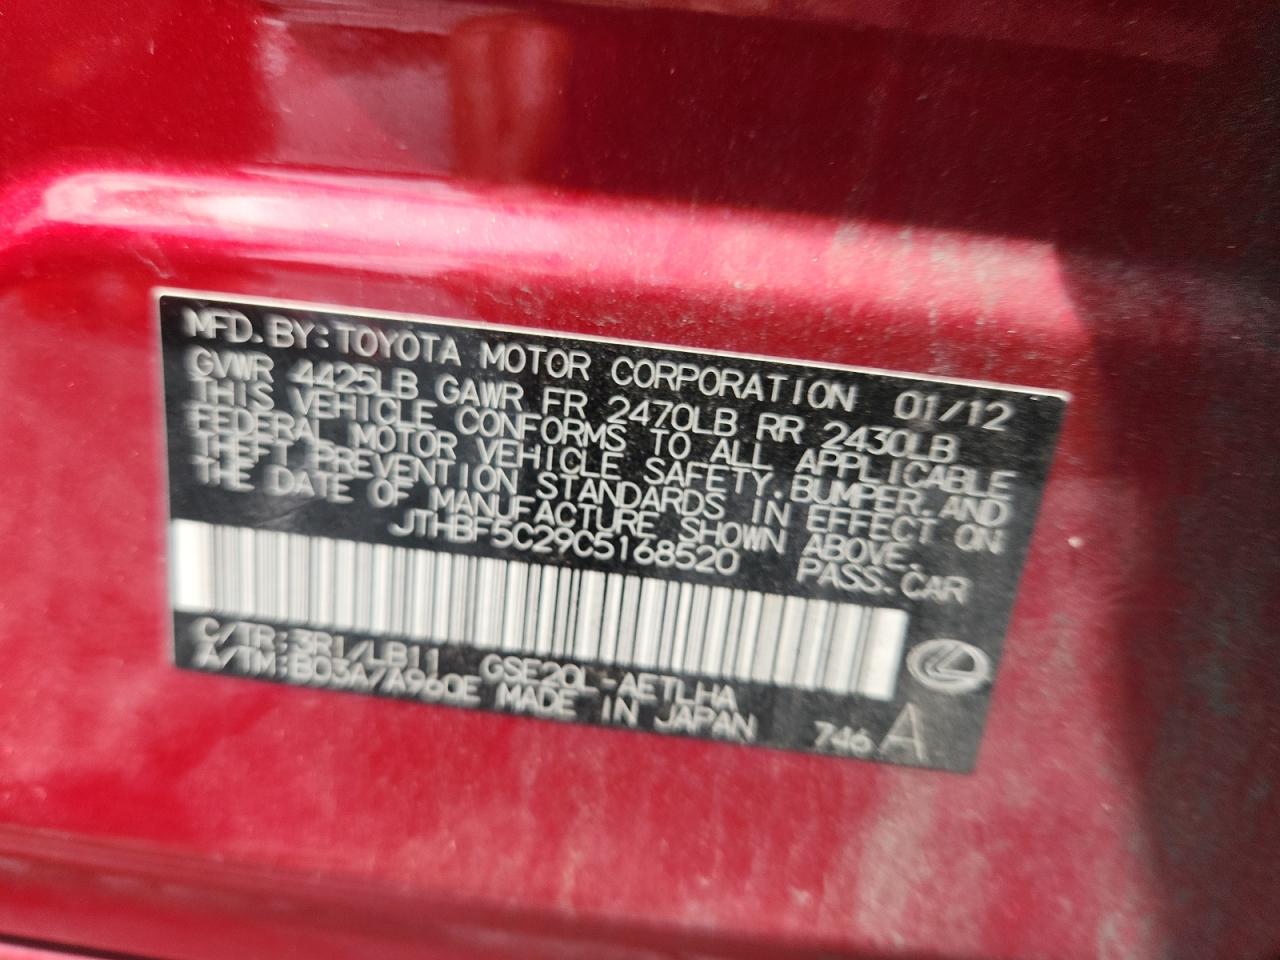 MFD. BY: TOYOTA MOTOR CORPORATION 01/12
GVWR 4425LB GAWR FR 2470LB RR 2430LB
THIS VEHICLE CONFORMS TO ALL APPLICABLE
FEDERAL MOTOR VEHICLE SAFETY, BUMPER, AND
THEFT PREVENTION STANDARDS IN EFFECT ON
THE DATE OF MANUFACTURE SHOWN ABOVE.
JTHBF5C29C5168520 PASS. CAR
C/TR: 3R1/LB11 GSE20L-AETLHA
A/TM: B03A/A960E MADE IN JAPAN 746 A